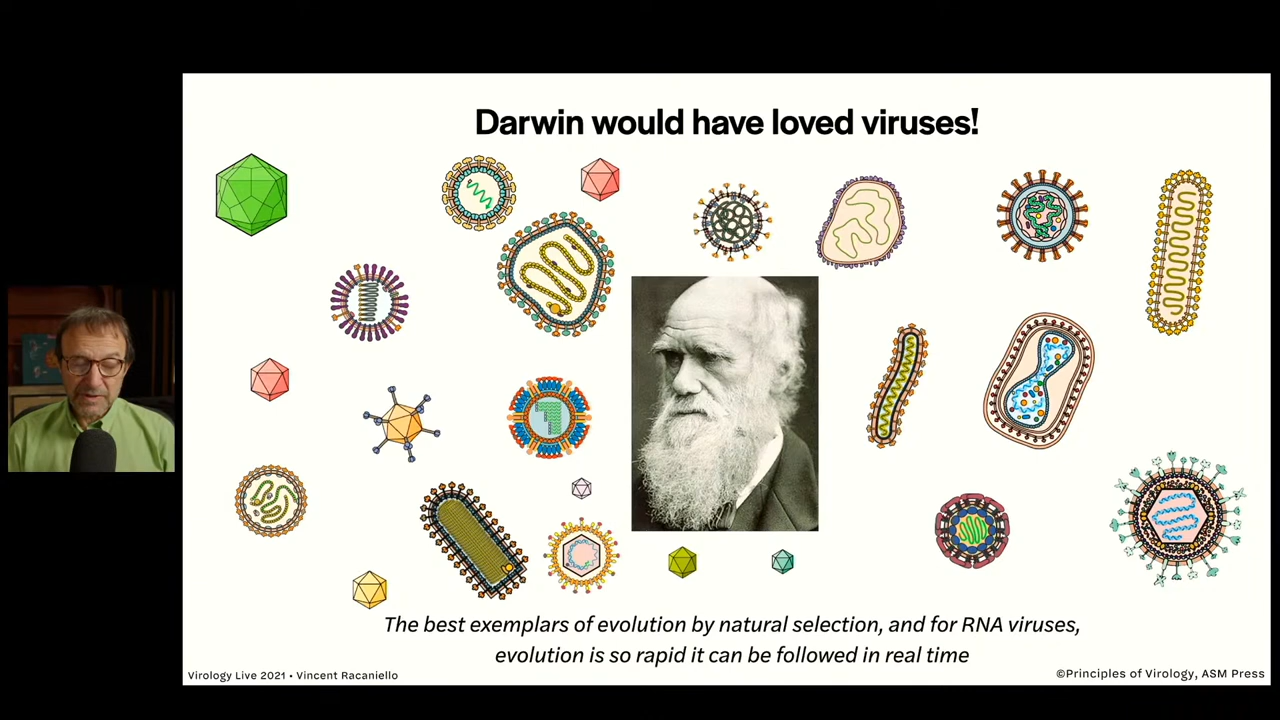 Darwin would have loved viruses!
The best exemplars of evolution by natural selection, and for RNA viruses,
evolution is so rapid it can be followed in real time
Virology Live 2021 • Vincent Racaniello
©Principles of Virology, ASM Press